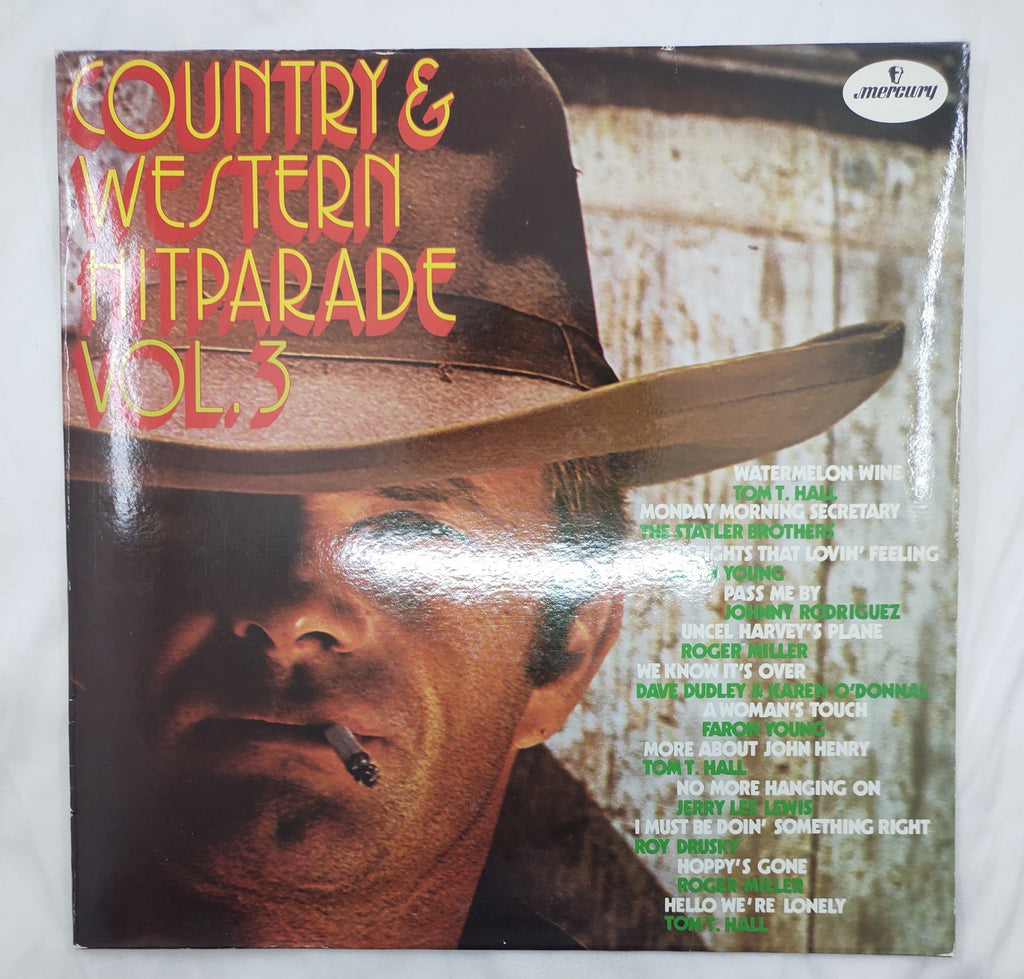 COUNTRY &
WESTERN
HITPARADE
VOL. 3
mercury
WATERMELON WINE
TOM T. HALL
MONDAY MORNING SECRETARY
THE STATLER BROTHERS
THAT LOVIN' FEELING
YOUNG
PASS ME BY
JOHNNY RODRIGUEZ
UNCEL HARVEY'S PLANE
ROGER MILLER
WE KNOW IT'S OVER
DAVE DUDLEY & KAREN O'DONNAL
A WOMAN'S TOUCH
FARON YOUNG
MORE ABOUT JOHN HENRY
TOM T. HALL
NO MORE HANGING ON
JERRY LEE LEWIS
I MUST BE DOIN' SOMETHING RIGHT
ROY DRUSKY
HOPPY'S GONE
ROGER MILLER
HELLO WE'RE LONELY
TOM T. HALL